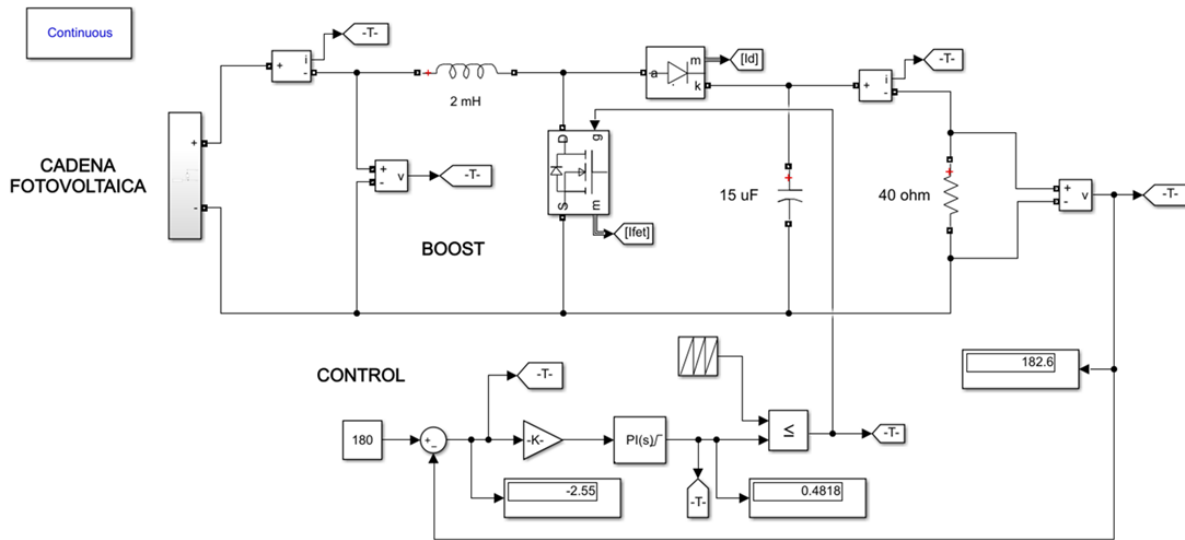 Continuous
-T-
i
-
+
2 mH
a
m
k
[Id]
i
-
+
-T-
CADENA
FOTOVOLTAICA
+
-
+
-
v
-T-
D
g
S
m
[Ifet]
BOOST
15 uF
40 ohm
+
-
v
-T-
182.6
CONTROL
-T-
180
+
-
-K-
PI(s)
≤
-T-
-2.55
-T-
0.4818